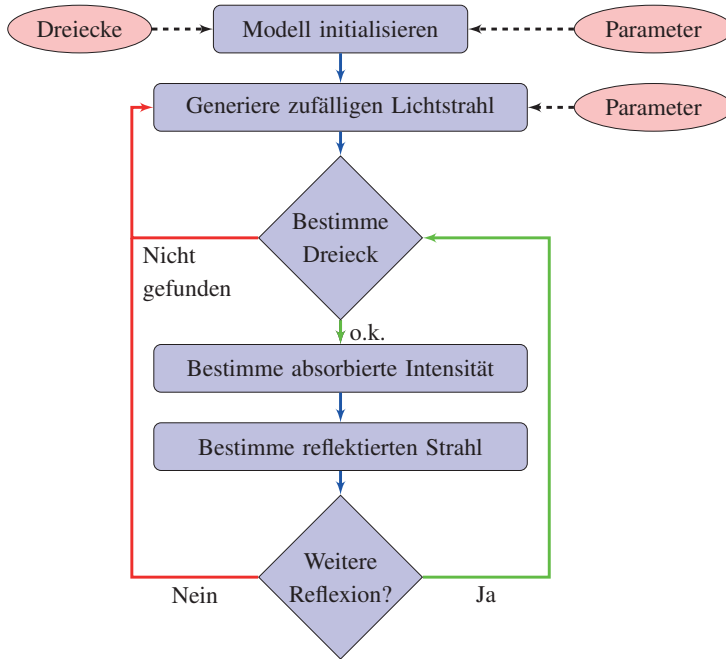 Dreiecke
Modell initialisieren
Parameter
Generiere zufälligen Lichtstrahl
Parameter
Bestimme
Dreieck
Nicht
gefunden
o.k.
Bestimme absorbierte Intensität
Bestimme reflektierten Strahl
Weitere
Reflexion?
Nein
Ja